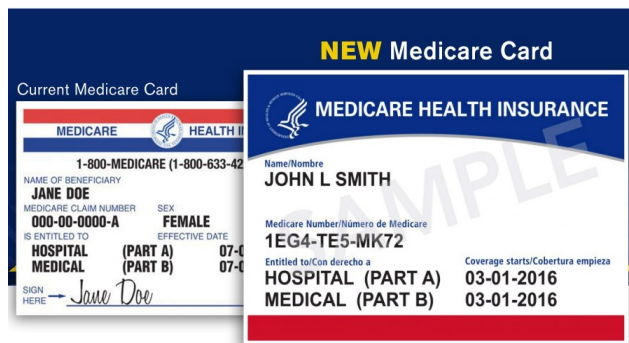 NEW Medicare Card
Current Medicare Card
MEDICARE HEALTH
1-800-MEDICARE (1-800-633-42
NAME OF BENEFICIARY
JANE DOE
MEDICARE CLAIM NUMBER SEX
000-00-0000-A FEMALE
IS ENTITLED TO EFFECTIVE DATE
HOSPITAL (PART A) 07-0
MEDICAL (PART B) 07-0
SIGN
HERE Jane Doe
MEDICARE HEALTH INSURANCE
Name/Nombre
JOHN L SMITH
SAMPLE
Medicare Number/Número de Medicare
1EG4-TE5-MK72
Entitled to/Con derecho a Coverage starts/Cobertura empieza
HOSPITAL (PART A) 03-01-2016
MEDICAL (PART B) 03-01-2016